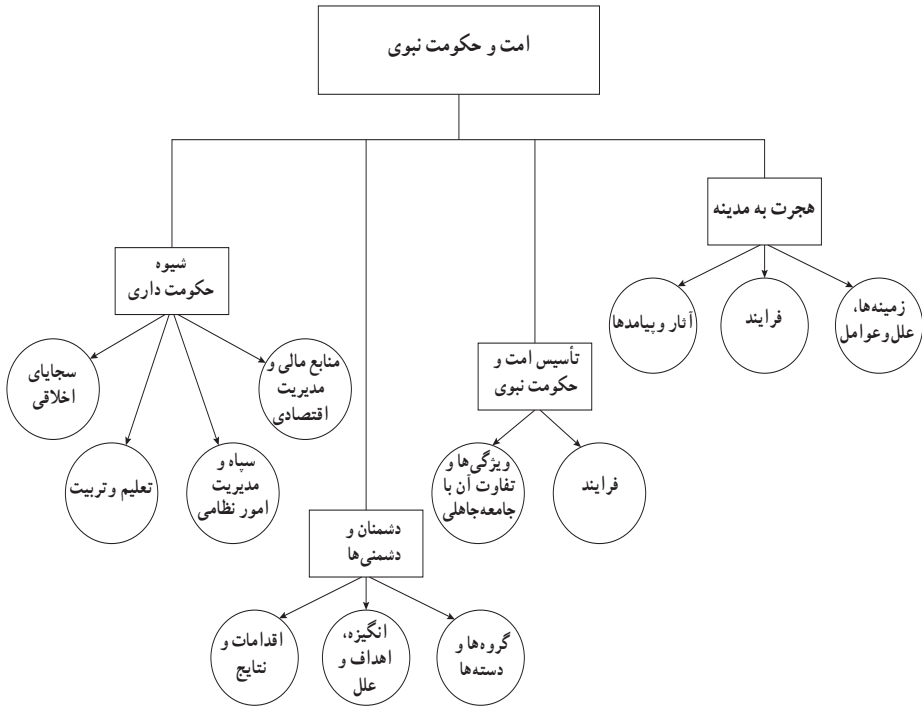 امت و حکومت نبوی
هجرت به مدینه
زمینه‌ها،
علل‌وعوامل
فرایند
آثار و پیامدها
تأسیس امت و
حکومت نبوی
فرایند
ویژگی‌ها و
تفاوت آن با
جامعه‌جاهلی
دشمنان و
دشمنی‌ها
گروه‌ها و
دسته‌ها
انگیزه،
اهداف و
علل
اقدامات و
نتایج
شیوه
حکومت داری
منابع مالی و
مدیریت
اقتصادی
سپاه و
مدیریت
امور نظامی
تعلیم و تربیت
سجایای
اخلاقی